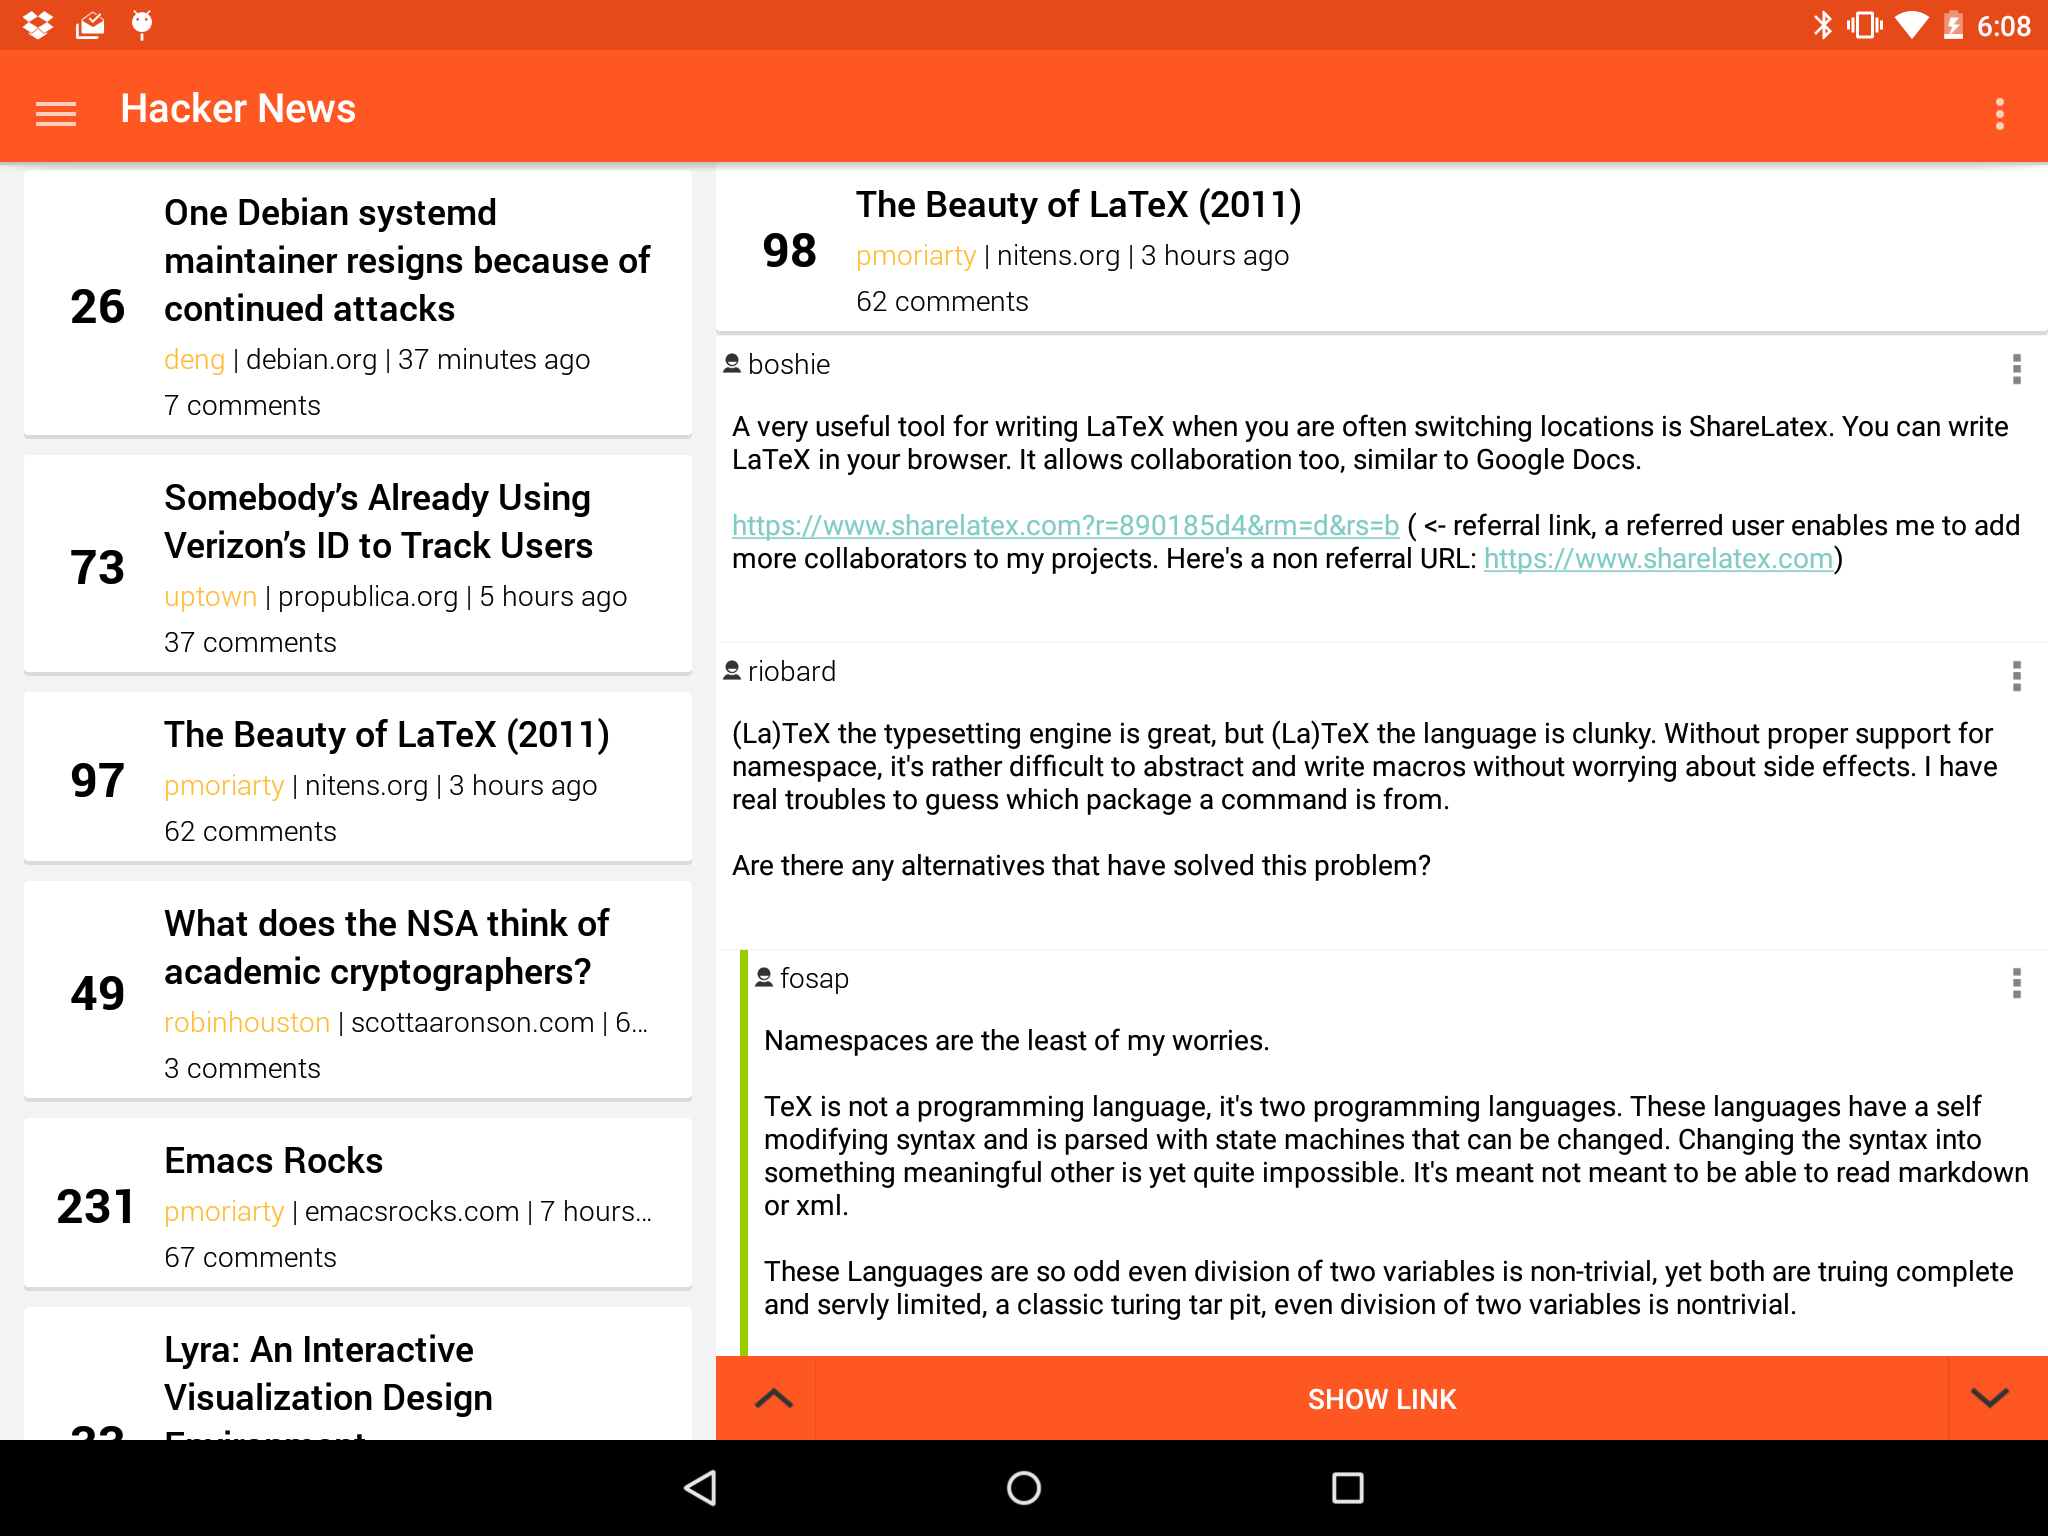 6:08
Hacker News
One Debian systemd
maintainer resigns because of
continued attacks
26
deng | debian.org | 37 minutes ago
7 comments
Somebody’s Already Using
Verizon’s ID to Track Users
73
uptown | propublica.org | 5 hours ago
37 comments
The Beauty of LaTeX (2011)
97
pmoriarty | nitens.org | 3 hours ago
62 comments
What does the NSA think of
academic cryptographers?
49
robinhouston | scottaaronson.com | 6...
3 comments
Emacs Rocks
231
pmoriarty | emacsrocks.com | 7 hours...
67 comments
Lyra: An Interactive
Visualization Design
Environment
The Beauty of LaTeX (2011)
98
pmoriarty | nitens.org | 3 hours ago
62 comments
boshie
A very useful tool for writing LaTeX when you are often switching locations is ShareLatex. You can write
LaTeX in your browser. It allows collaboration too, similar to Google Docs.
https://www.sharelatex.com?r=890185d4&rm=d&rs=b ( <- referral link, a referred user enables me to add
more collaborators to my projects. Here's a non referral URL: https://www.sharelatex.com)
riobard
(La)TeX the typesetting engine is great, but (La)TeX the language is clunky. Without proper support for
namespace, it's rather difficult to abstract and write macros without worrying about side effects. I have
real troubles to guess which package a command is from.
Are there any alternatives that have solved this problem?
fosap
Namespaces are the least of my worries.
TeX is not a programming language, it's two programming languages. These languages have a self
modifying syntax and is parsed with state machines that can be changed. Changing the syntax into
something meaningful other is yet quite impossible. It's meant not meant to be able to read markdown
or xml.
These Languages are so odd even division of two variables is non-trivial, yet both are truing complete
and servly limited, a classic turing tar pit, even division of two variables is nontrivial.
SHOW LINK